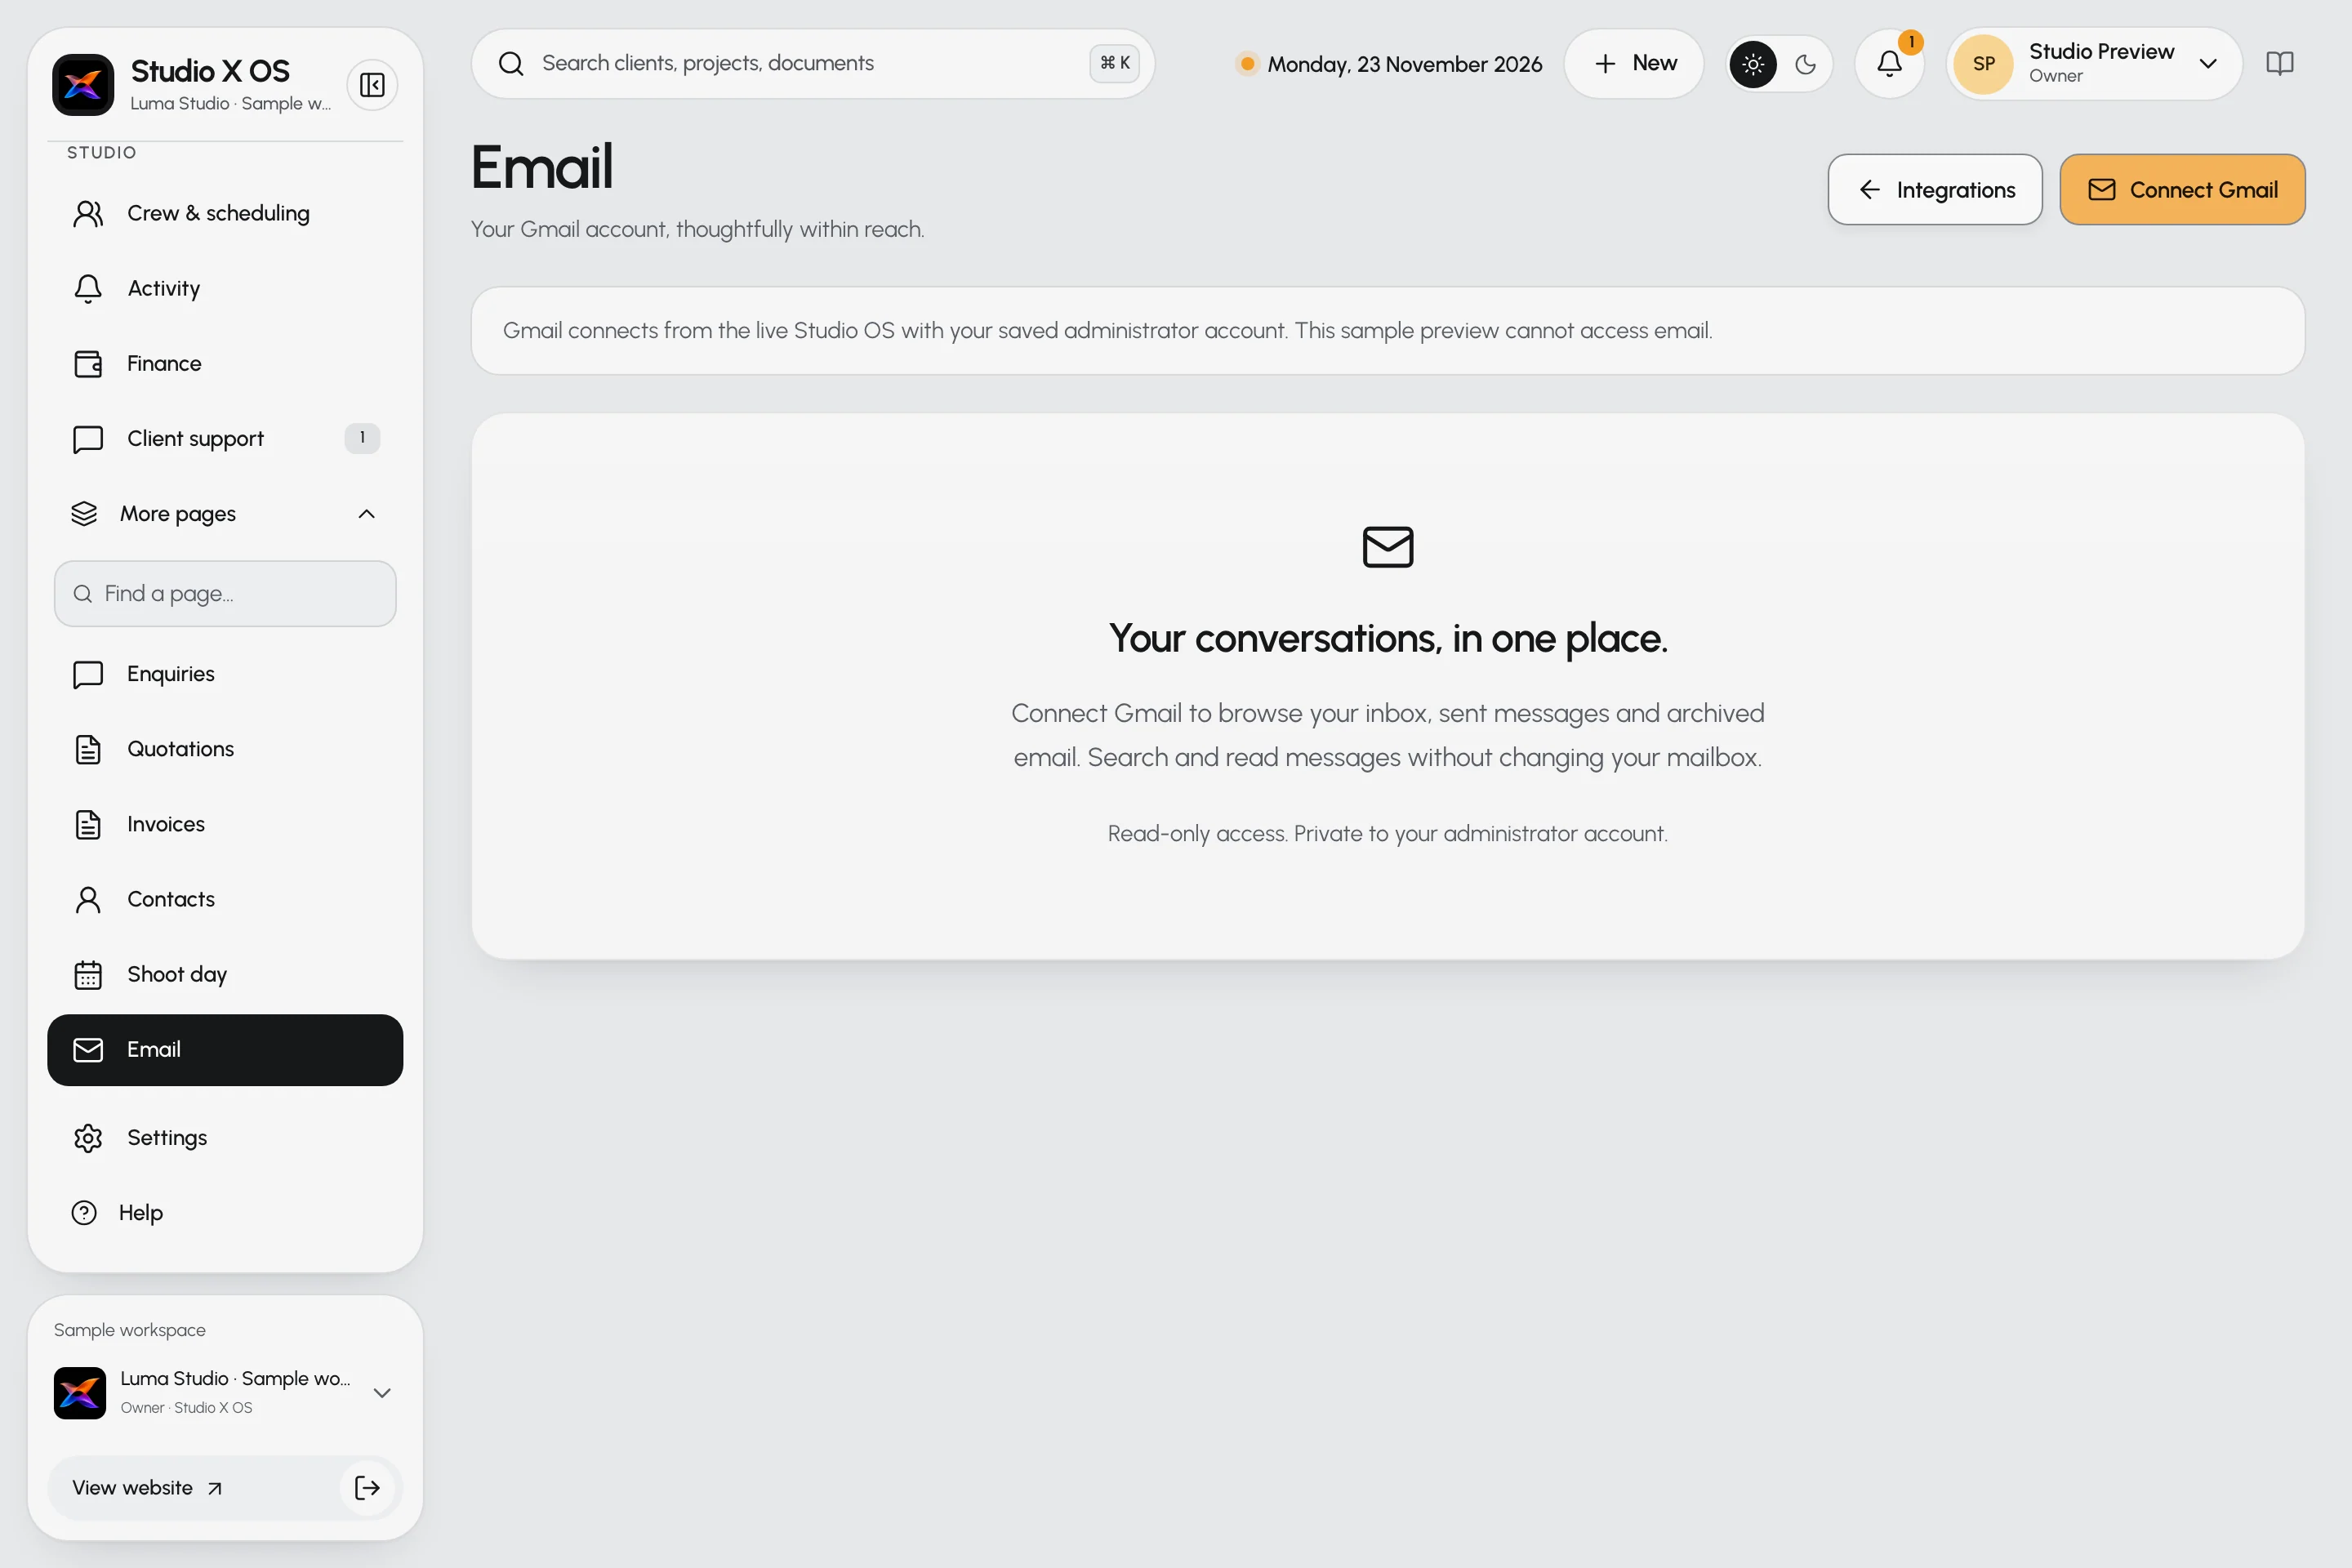 Studio X OS
Luma Studio · Sample w...
STUDIO
Crew & scheduling
Activity
Finance
Client support
1
More pages
Find a page...
Enquiries
Quotations
Invoices
Contacts
Shoot day
Email
Settings
Help
Sample workspace
Luma Studio · Sample wo...
Owner · Studio X OS
View website
Search clients, projects, documents
⌘ K
Monday, 23 November 2026
New
1
SP
Studio Preview
Owner
Email
Your Gmail account, thoughtfully within reach.
Integrations
Connect Gmail
Gmail connects from the live Studio OS with your saved administrator account. This sample preview cannot access email.
Your conversations, in one place.
Connect Gmail to browse your inbox, sent messages and archived
email. Search and read messages without changing your mailbox.
Read-only access. Private to your administrator account.